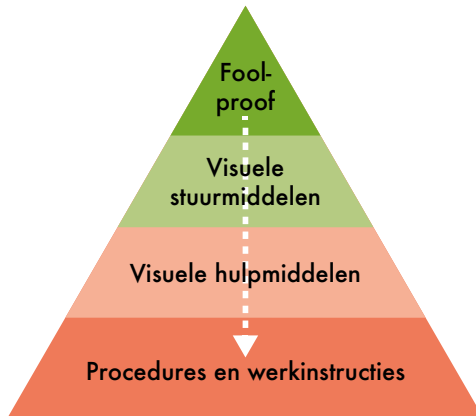 Fool-
proof
Visuele
stuurmiddelen
Visuele hulpmiddelen
Procedures en werkinstructies